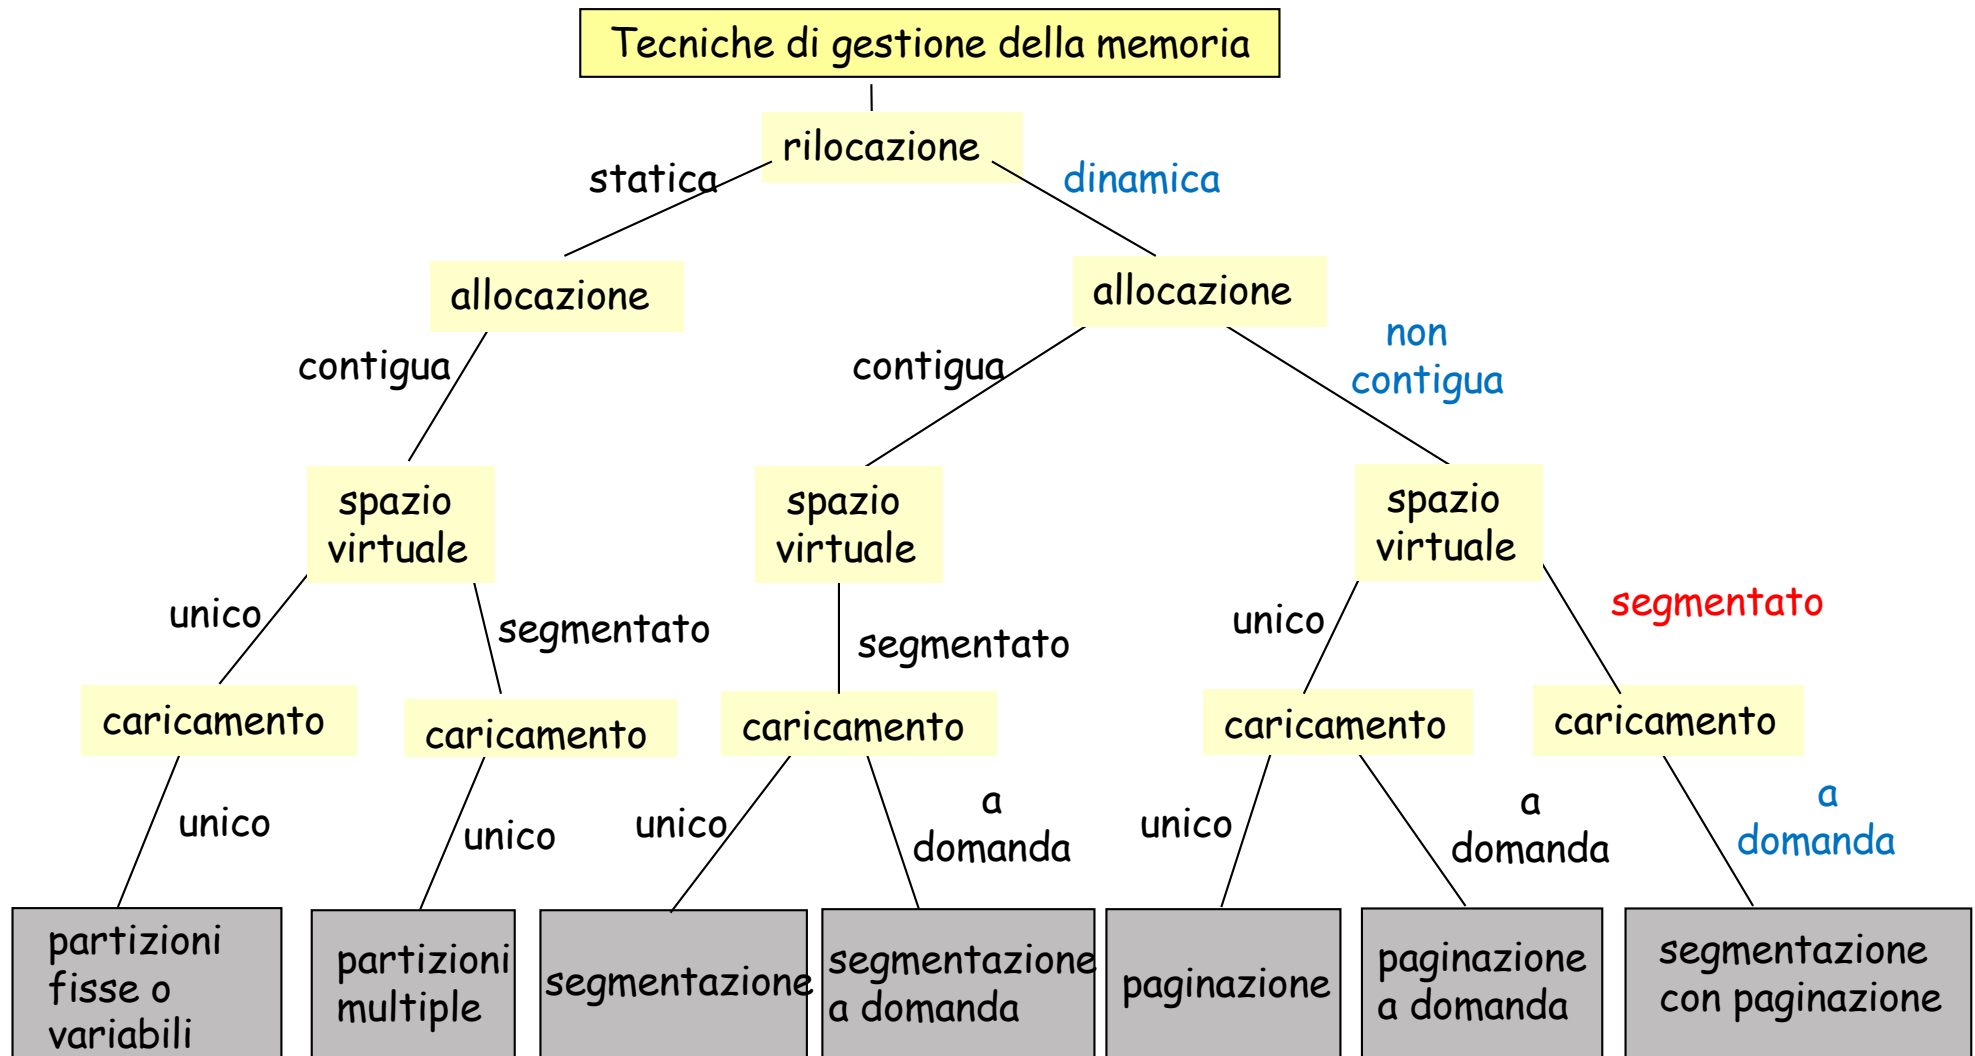 Tecniche di gestione della memoria
rilocazione
statica
dinamica
allocazione
allocazione
contigua
contigua
non
contigua
spazio
virtuale
spazio
virtuale
spazio
virtuale
unico
segmentato
segmentato
unico
segmentato
caricamento
caricamento
caricamento
caricamento
caricamento
unico
unico
unico
a
domanda
unico
a
domanda
a
domanda
partizioni
fisse o
variabili
partizioni
multiple
segmentazione
segmentazione
a domanda
paginazione
paginazione
a domanda
segmentazione
con paginazione